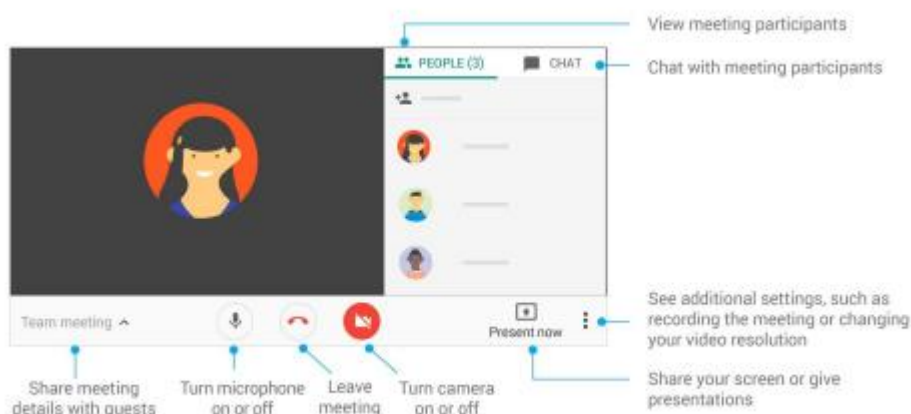 View meeting participants
PEOPLE (3)
CHAT
Chat with meeting participants
Team meeting
Present now
See additional settings, such as
recording the meeting or changing
your video resolution
Share meeting
details with guests
Turn microphone
on or off
Leave
meeting
Turn camera
on or off
Share your screen or give
presentations